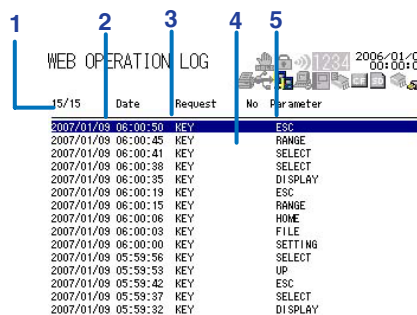 1 2 3 4 5
WEB OPERATION LOG 1234 2006/01/0
00:00:0
15/15 Date Request No Parameter
2007/01/09 06:00:50 KEY ESC
2007/01/09 06:00:45 KEY RANGE
2007/01/09 06:00:41 KEY SELECT
2007/01/09 06:00:38 KEY SELECT
2007/01/09 06:00:35 KEY DISPLAY
2007/01/09 06:00:19 KEY ESC
2007/01/09 06:00:15 KEY RANGE
2007/01/09 06:00:06 KEY HOME
2007/01/09 06:00:03 KEY FILE
2007/01/09 06:00:00 KEY SETTING
2007/01/09 05:59:56 KEY SELECT
2007/01/09 05:59:53 KEY UP
2007/01/09 05:59:42 KEY ESC
2007/01/09 05:59:37 KEY SELECT
2007/01/09 05:59:32 KEY DISPLAY